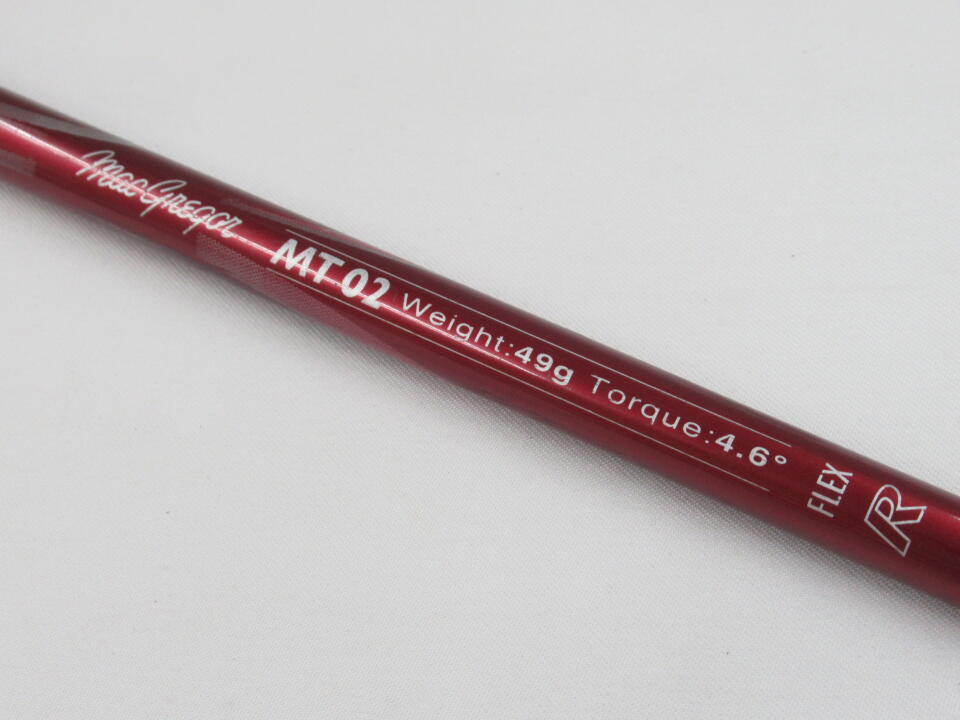 MacGregor
MT 02 Weight:49g Torque:4.6°
FLEX
R